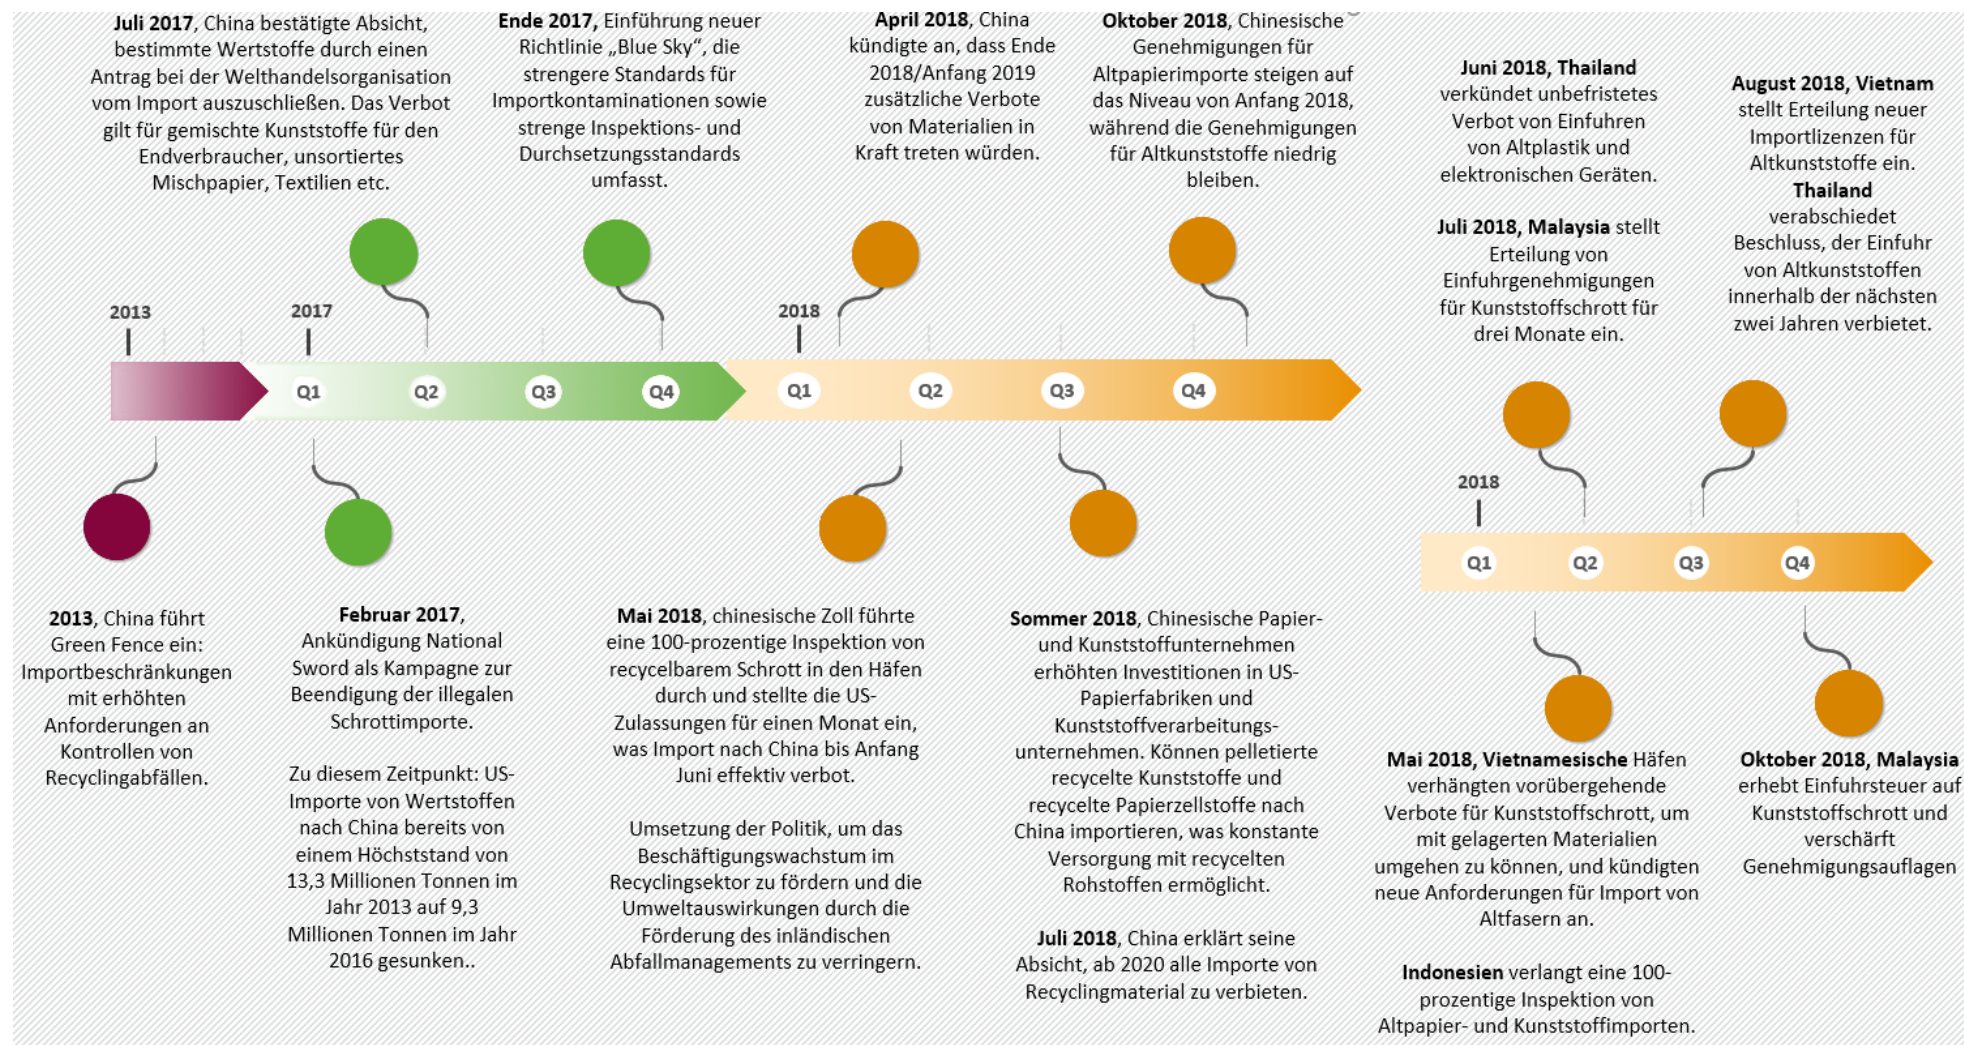 Juli 2017, China bestätigte Absicht,
bestimmte Wertstoffe durch einen
Antrag bei der Welthandelsorganisation
vom Import auszuschließen. Das Verbot
gilt für gemischte Kunststoffe für den
Endverbraucher, unsortiertes
Mischpapier, Textilien etc.
Ende 2017, Einführung neuer
Richtlinie „Blue Sky“, die
strengere Standards für
Importkontaminationen sowie
strenge Inspektions- und
Durchsetzungsstandards
umfasst.
April 2018, China
kündigte an, dass Ende
2018/Anfang 2019
zusätzliche Verbote
von Materialien in
Kraft treten würden.
Oktober 2018, Chinesische
Genehmigungen für
Altpapierimporte steigen auf
das Niveau von Anfang 2018,
während die Genehmigungen
für Altkunststoffe niedrig
bleiben.
2013
2017
2018
Q1
Q2
Q3
Q4
Q1
Q2
Q3
Q4
2013, China führt
Green Fence ein:
Importbeschränkungen
mit erhöhten
Anforderungen an
Kontrollen von
Recyclingabfällen.
Februar 2017,
Ankündigung National
Sword als Kampagne zur
Beendigung der illegalen
Schrottimporte.
Zu diesem Zeitpunkt: US-
Importe von Wertstoffen
nach China bereits von
einem Höchststand von
13,3 Millionen Tonnen im
Jahr 2013 auf 9,3
Millionen Tonnen im Jahr
2016 gesunken..
Mai 2018, chinesische Zoll führte
eine 100-prozentige Inspektion von
recycelbarem Schrott in den Häfen
durch und stellte die US-
Zulassungen für einen Monat ein,
was Import nach China bis Anfang
Juni effektiv verbot.
Umsetzung der Politik, um das
Beschäftigungswachstum im
Recyclingsektor zu fördern und die
Umweltauswirkungen durch die
Förderung des inländischen
Abfallmanagements zu verringern.
Sommer 2018, Chinesische Papier-
und Kunststoffunternehmen
erhöhten Investitionen in US-
Papierfabriken und
Kunststoffverarbeitungs-
unternehmen. Können pelletierte
recycelte Kunststoffe und
recycelte Papierzellstoffe nach
China importieren, was konstante
Versorgung mit recycelten
Rohstoffen ermöglicht.
Juli 2018, China erklärt seine
Absicht, ab 2020 alle Importe von
Recyclingmaterial zu verbieten.
Juni 2018, Thailand
verkündet unbefristetes
Verbot von Einfuhren
von Altplastik und
elektronischen Geräten.
Juli 2018, Malaysia stellt
Erteilung von
Einfuhrgenehmigungen
für Kunststoffschrott für
drei Monate ein.
August 2018, Vietnam
stellt Erteilung neuer
Importlizenzen für
Altkunststoffe ein.
Thailand
verabschiedet
Beschluss, der Einfuhr
von Altkunststoffen
innerhalb der nächsten
zwei Jahren verbietet.
2018
Q1
Q2
Q3
Q4
Mai 2018, Vietnamesische Häfen
verhängten vorübergehende
Verbote für Kunststoffschrott, um
mit gelagerten Materialien
umgehen zu können, und kündigten
neue Anforderungen für Import von
Altfasern an.
Indonesien verlangt eine 100-
prozentige Inspektion von
Altpapier- und Kunststoffimporten.
Oktober 2018, Malaysia
erhebt Einfuhrsteuer auf
Kunststoffschrott und
verschärft
Genehmigungsauflagen